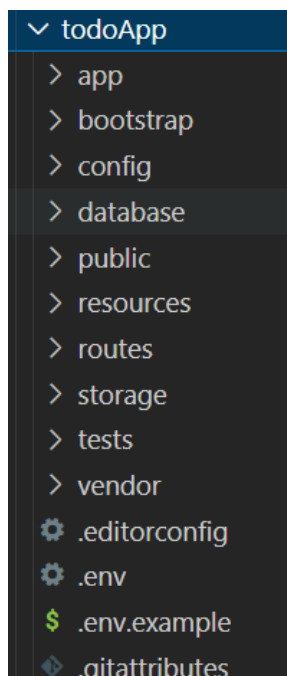 todoApp
app
bootstrap
config
database
public
resources
routes
storage
tests
vendor
.editorconfig
.env
$ .env.example
.gitattributes